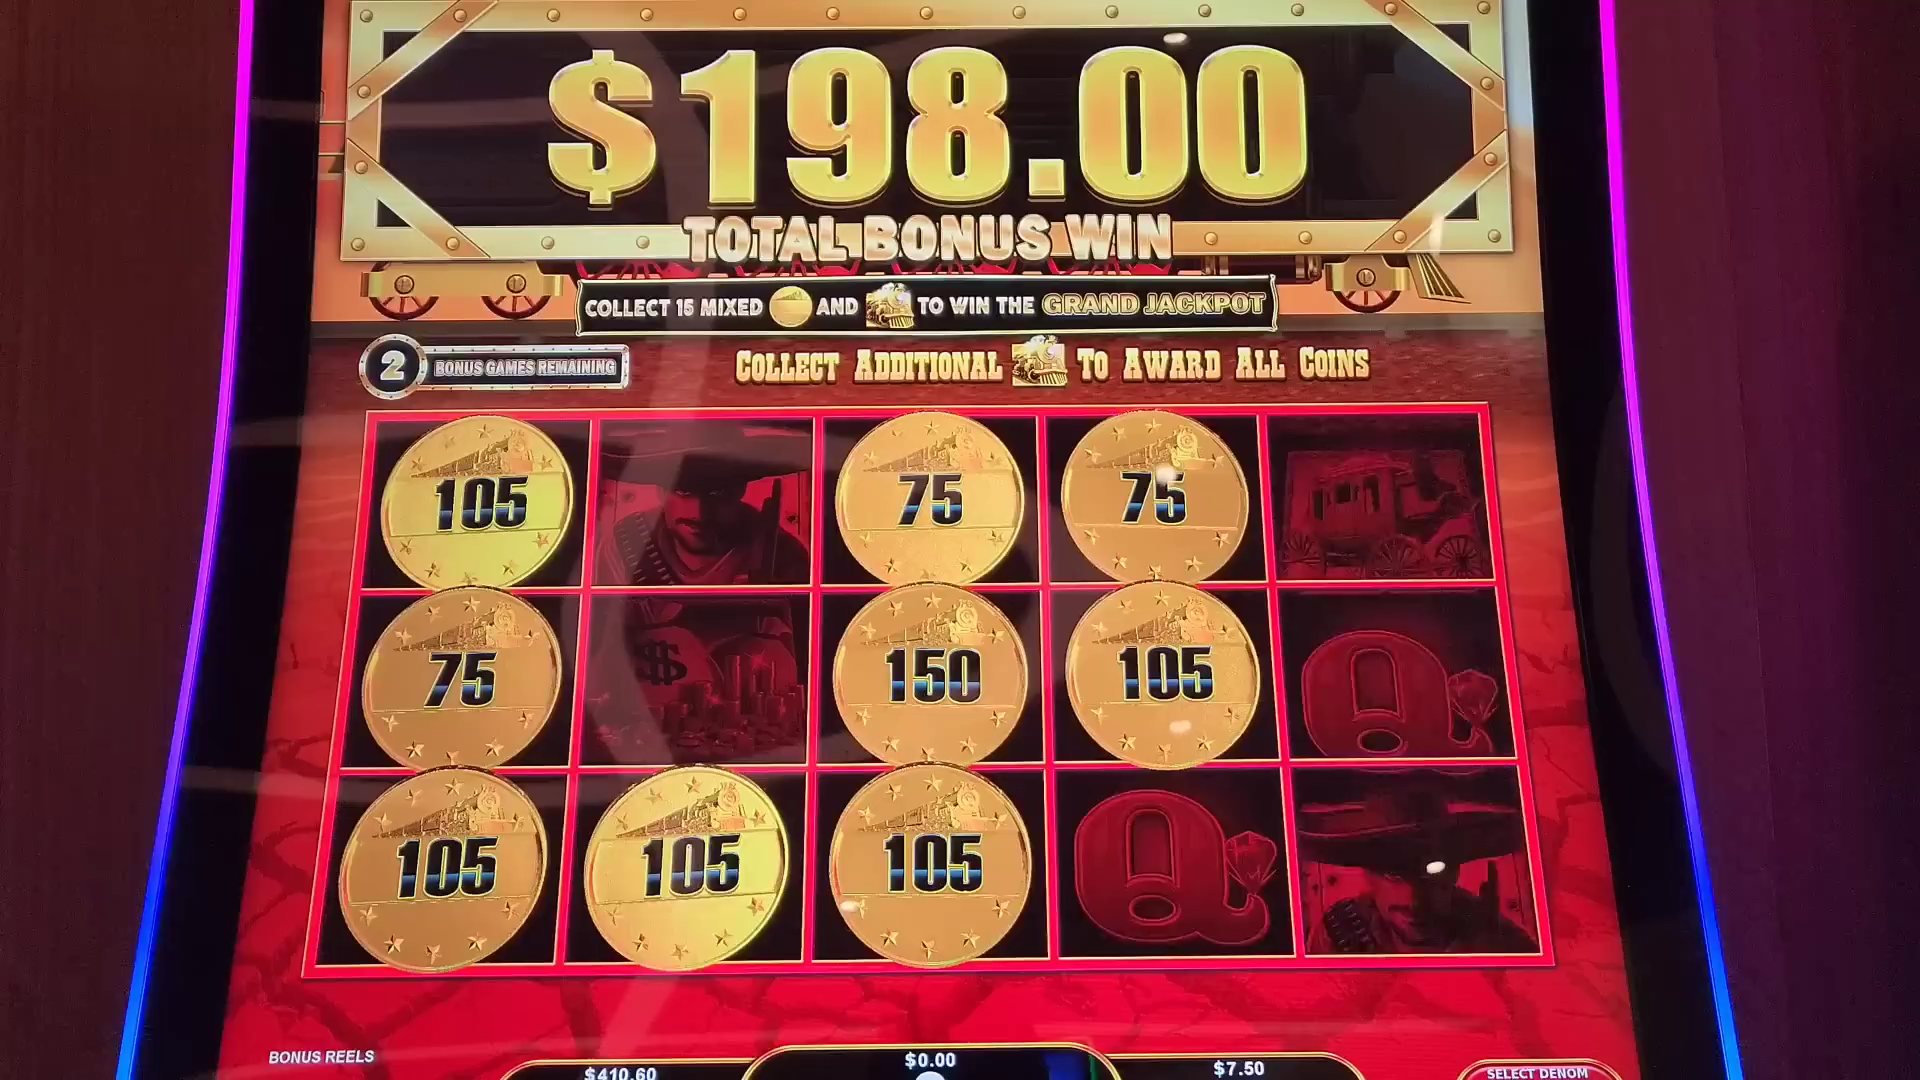 $198.00
TOTAL BONUS WIN
COLLECT 15 MIXED AND TO WIN THE GRAND JACKPOT
2 BONUS GAMES REMAINING
COLLECT ADDITIONAL TO AWARD ALL COINS
105 75 75
75 $ 150 105 Q
105 105 105 Q
BONUS REELS
$410.60 $0.00 $7.50 SELECT DENOM